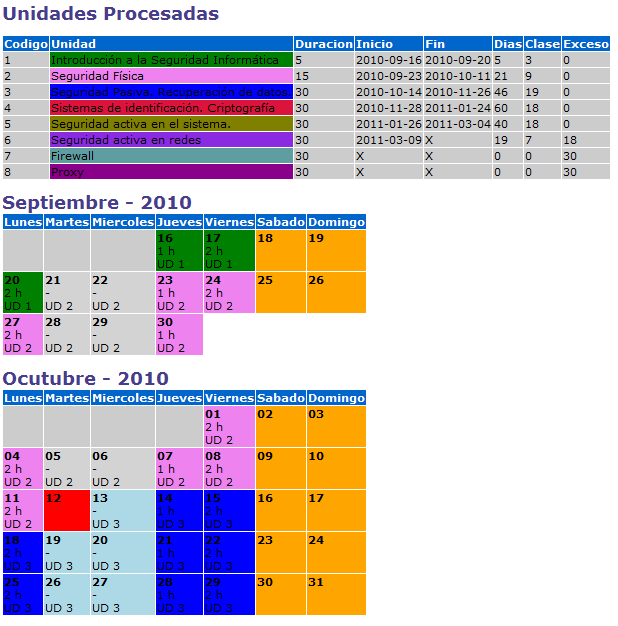 Unidades Procesadas
Codigo Unidad Duracion Inicio Fin Dias Clase Exceso
1 Introducción a la Seguridad Informática 5 2010-09-16 2010-09-20 5 3 0
2 Seguridad Física 15 2010-09-23 2010-10-11 21 9 0
3 Seguridad Pasiva. Recuperación de datos 30 2010-10-14 2010-11-26 46 19 0
4 Sistemas de identificación. Criptografía 30 2010-11-28 2011-01-24 60 18 0
5 Seguridad activa en el sistema. 30 2011-01-26 2011-03-04 40 18 0
6 Seguridad activa en redes 30 2011-03-09 X 19 7 18
7 Firewall 30 X X 0 0 30
8 Proxy 30 X X 0 0 30
Septiembre - 2010
Lunes Martes Miercoles Jueves Viernes Sabado Domingo
16 17 18 19
1 h 2 h
UD 1 UD 1
20 21 22 23 24 25 26
2 h - - 1 h 2 h
UD 1 UD 2 UD 2 UD 2 UD 2
27 28 29 30
2 h - - 1 h
UD 2 UD 2 UD 2 UD 2
Ocutubre - 2010
Lunes Martes Miercoles Jueves Viernes Sabado Domingo
01 02 03
2 h
UD 2
04 05 06 07 08 09 10
2 h - - 1 h 2 h
UD 2 UD 2 UD 2 UD 2 UD 2
11 12 13 14 15 16 17
2 h - 1 h 2 h
UD 2 UD 3 UD 3 UD 3
18 19 20 21 22 23 24
2 h - - 1 h 2 h
UD 3 UD 3 UD 3 UD 3 UD 3
25 26 27 28 29 30 31
2 h - - 1 h 2 h
UD 3 UD 3 UD 3 UD 3 UD 3